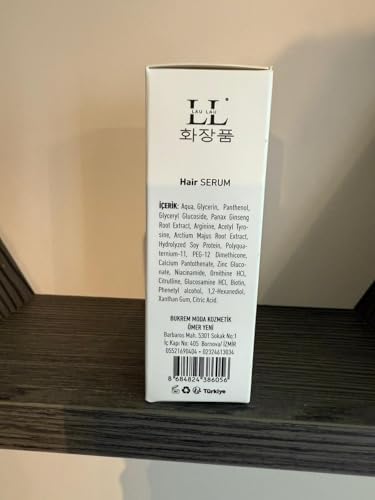 LL
LAU LAU
화장품
Hair SERUM
İÇERİK: Aqua, Glycerin, Panthenol,
Glyceryl Glucoside, Panax Ginseng
Root Extract, Arginine, Acetyl Tyro-
sine, Arctium Majus Root Extract,
Hydrolyzed Soy Protein, Polyqua-
ternium-11, PEG-12 Dimethicone,
Calcium Pantothenate, Zinc Gluco-
nate, Niacinamide, Ornithine HCl,
Citrulline, Glucosamine HCl, Biotin,
Phenetyl alcohol, 1,2-Hexanediol,
Xanthan Gum, Citric Acid.
BUKREM MODA KOZMETİK
ÖMER YENİ
Barbaros Mah. 5301 Sokak No:1
İç Kapı No: 405 Bornova/ İZMİR
05521690404 - 02324613034
8 684824 386056
Türkiye